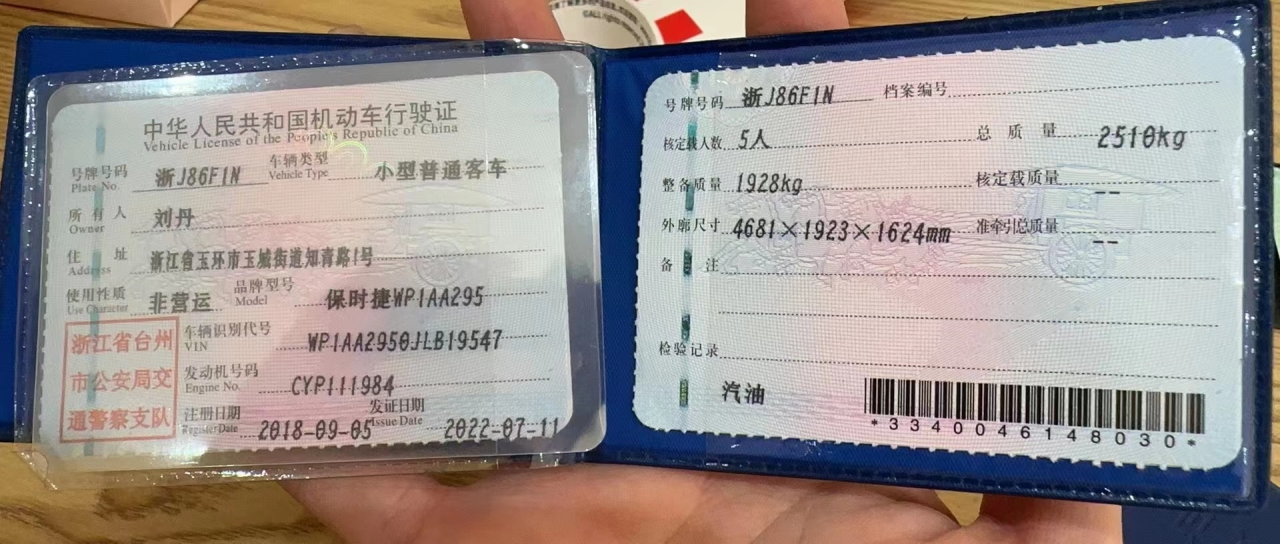 ©ALL rights reserved
中华人民共和国机动车行驶证
Vehicle License of the People's Republic of China
号牌号码 浙J86F1N 车辆类型 小型普通客车
Plate No. Vehicle Type
所有人 刘丹
Owner
住址 浙江省玉环市玉城街道知青路1号
Address
使用性质 非营运 品牌型号 保时捷WP1AA295
Use Character Model
浙江省台州
市公安局交
通警察支队
车辆识别代号 WP1AA2950JLB19547
VIN
发动机号码 CYP111984
Engine No.
注册日期 2018-09-05 发证日期 2022-07-11
Register Date Issue Date
号牌号码 浙J86F1N 档案编号
核定载人数 5人 总质量 2510kg
整备质量 1928kg 核定载质量 --
外廓尺寸 4681×1923×1624mm 准牵引总质量 --
备注
检验记录
汽油
*3340046148030*